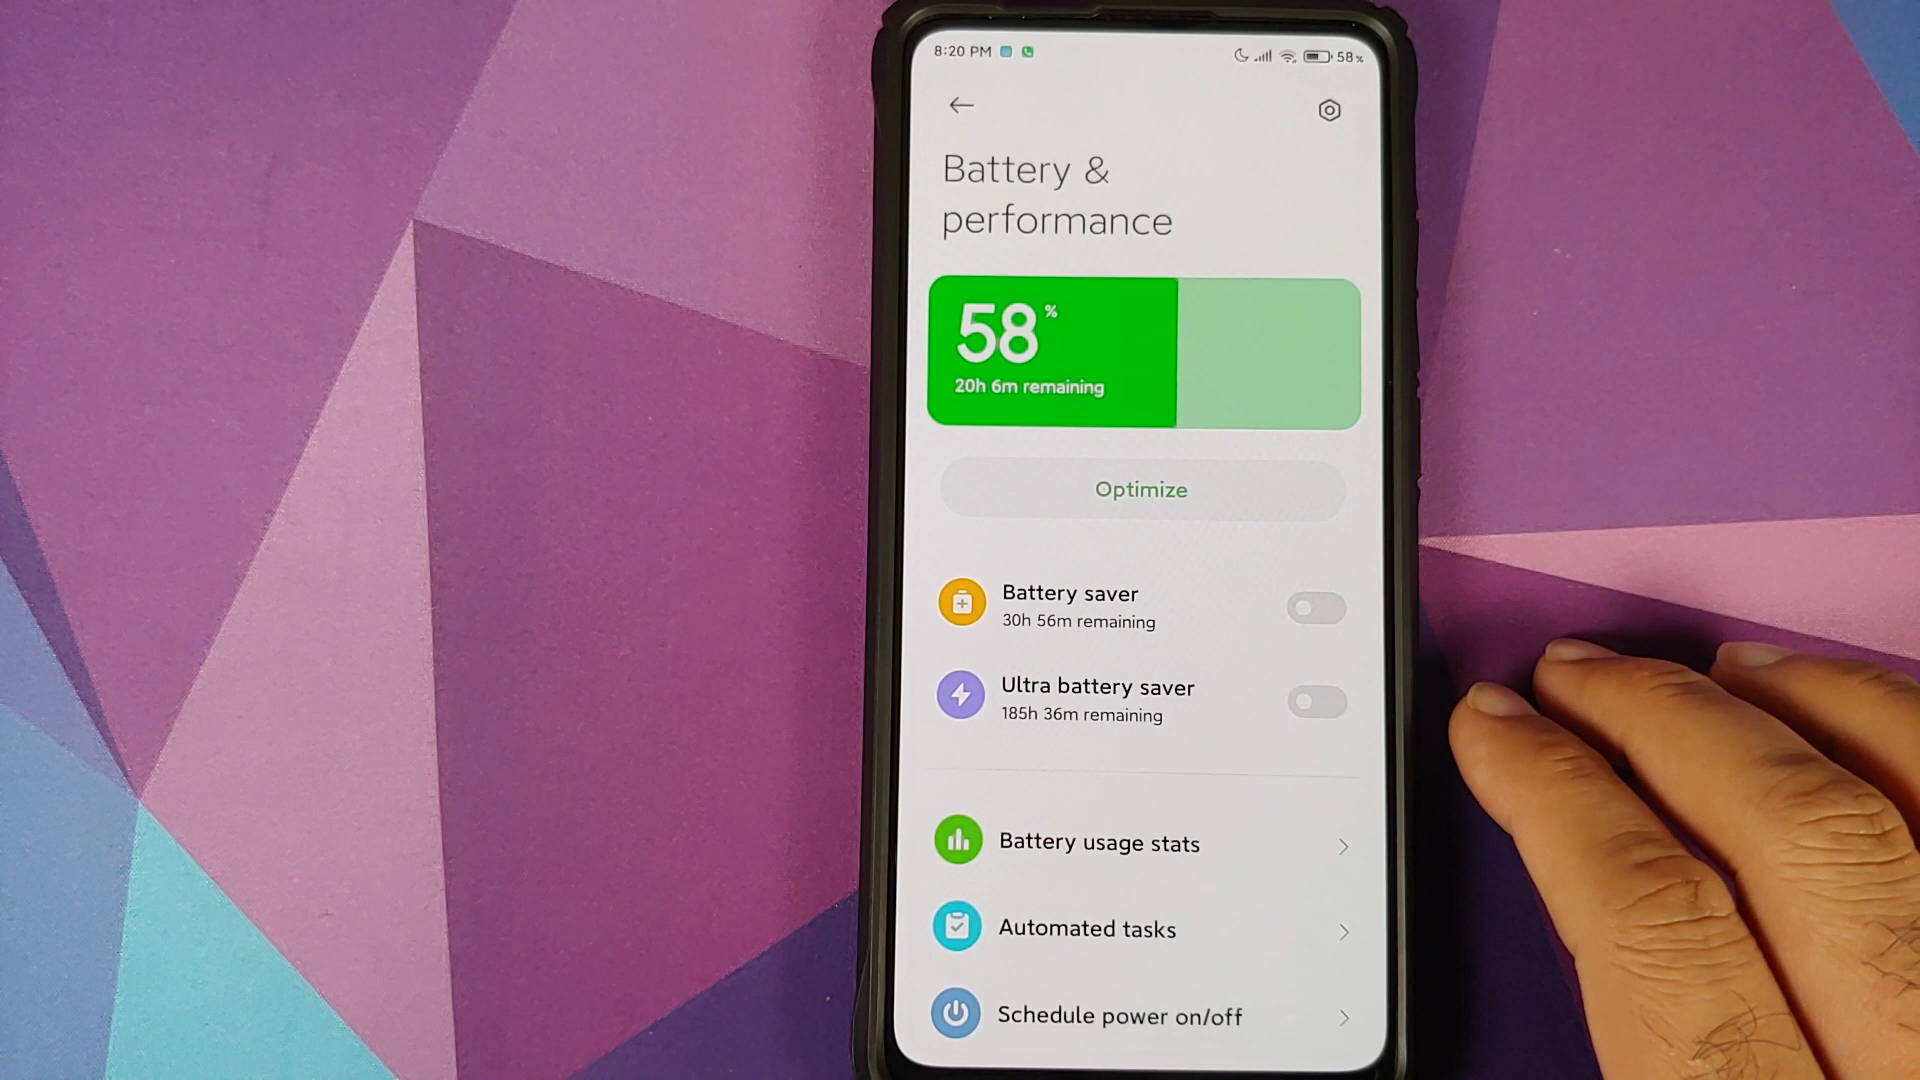 8:20 PM
58%
Battery &
performance
58%
20h 6m remaining
Optimize
Battery saver
30h 56m remaining
Ultra battery saver
185h 36m remaining
Battery usage stats
Automated tasks
Schedule power on/off